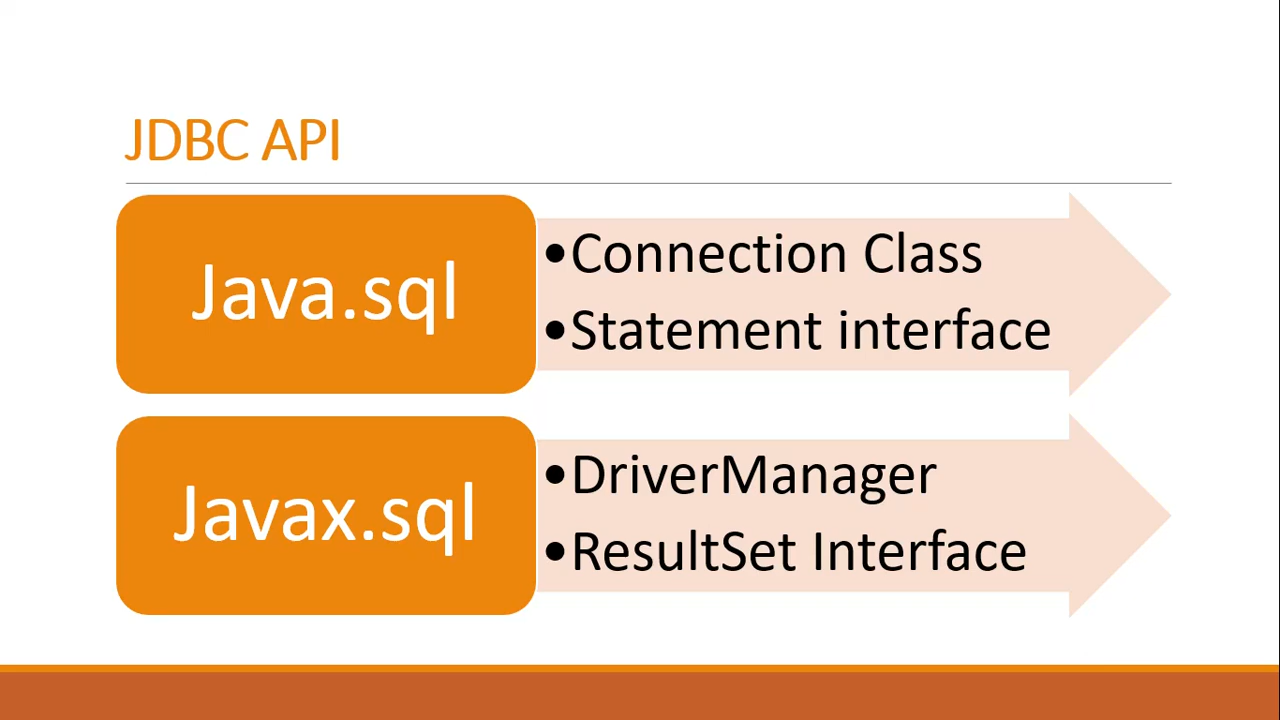 JDBC API
Java.sql
•Connection Class
•Statement interface
Javax.sql
•DriverManager
•ResultSet Interface